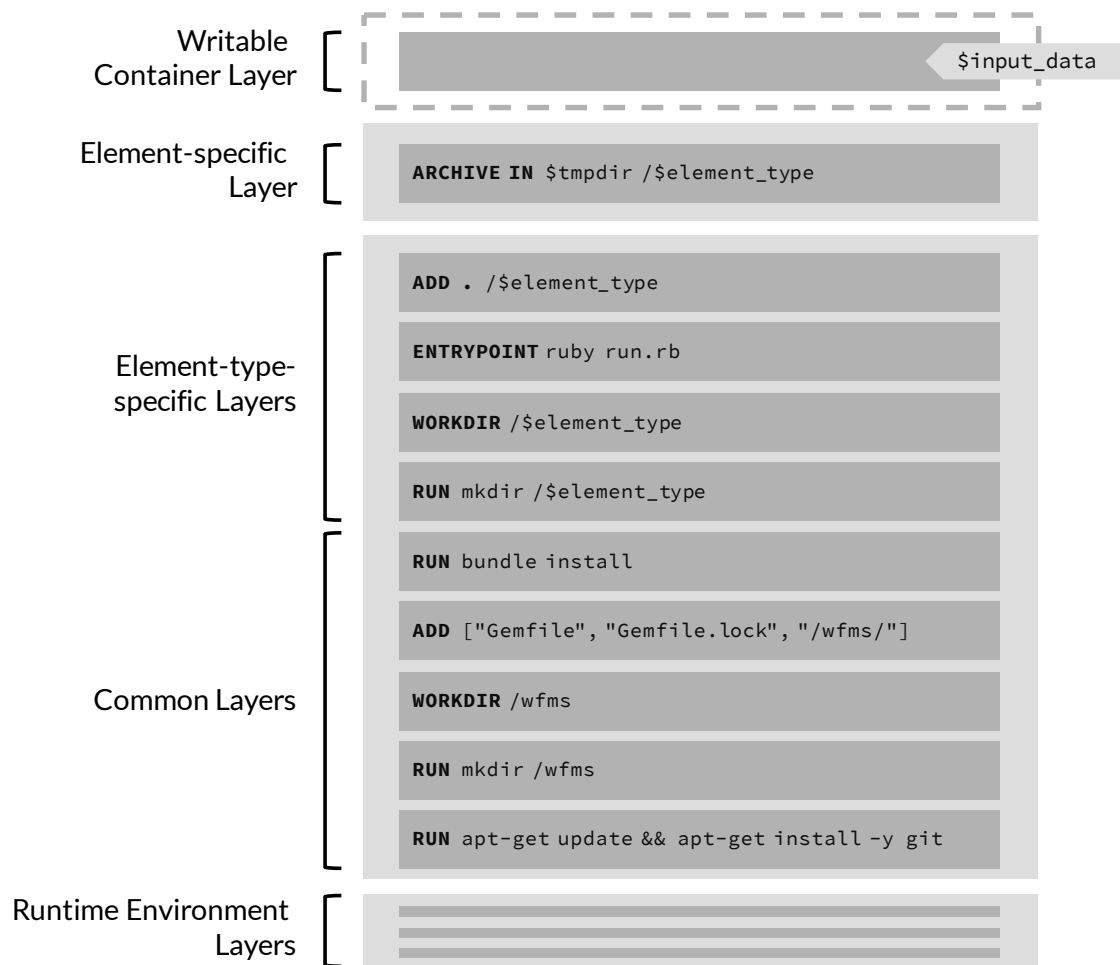 Writable
Container Layer
$input_data
Element-specific
Layer
ARCHIVE IN $tmpdir /$element_type
ADD . /$element_type
ENTRYPOINT ruby run.rb
Element-type-
specific Layers
WORKDIR /$element_type
RUN mkdir /$element_type
RUN bundle install
ADD ["Gemfile", "Gemfile.lock", "/wfms/"]
Common Layers
WORKDIR /wfms
RUN mkdir /wfms
RUN apt-get update && apt-get install -y git
Runtime Environment
Layers